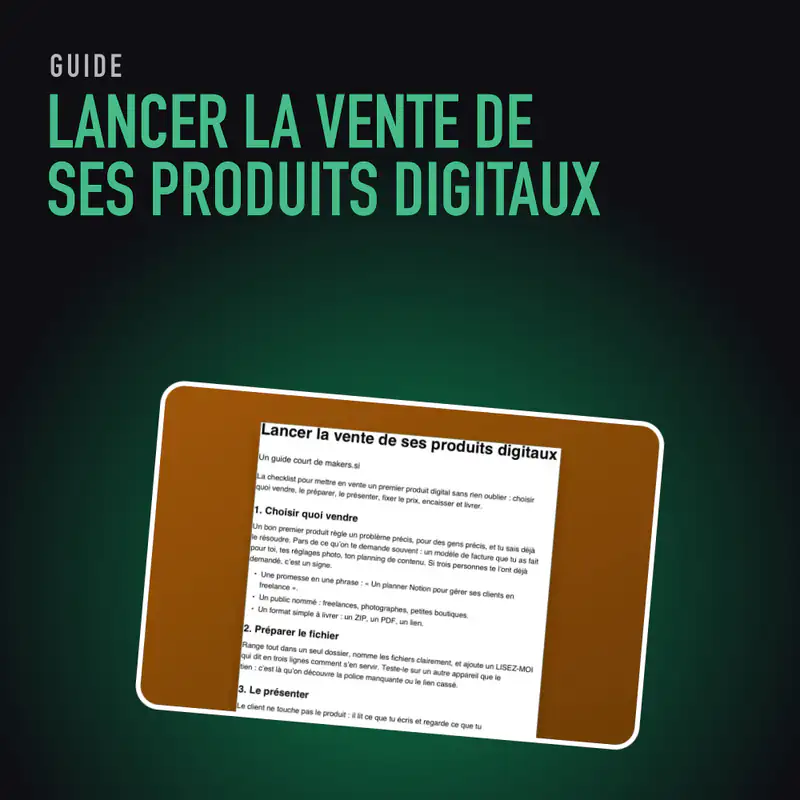 GUIDE
LANCER LA VENTE DE
SES PRODUITS DIGITAUX
Lancer la vente de ses produits digitaux
Un guide court de makers.si
La checklist pour mettre en vente un premier produit digital sans rien oublier : choisir
quoi vendre, le préparer, le présenter, fixer le prix, encaisser et livrer.
1. Choisir quoi vendre
Un bon premier produit règle un problème précis, pour des gens précis, et tu sais déjà
le résoudre. Pars de ce qu'on te demande souvent : un modèle de facture que tu as fait
pour toi, tes réglages photo, ton planning de contenu. Si trois personnes te l'ont déjà
demandé, c'est un signe.
• Une promesse en une phrase : « Un planner Notion pour gérer ses clients en
freelance ».
• Un public nommé : freelances, photographes, petites boutiques.
• Un format simple à livrer : un ZIP, un PDF, un lien.
2. Préparer le fichier
Range tout dans un seul dossier, nomme les fichiers clairement, et ajoute un LISEZ-MOI
qui dit en trois lignes comment s'en servir. Teste-le sur un autre appareil que le
tien : c'est là qu'on découvre la police manquante ou le lien cassé.
3. Le présenter
Le client ne touche pas le produit : il lit ce que tu écris et regarde ce que tu